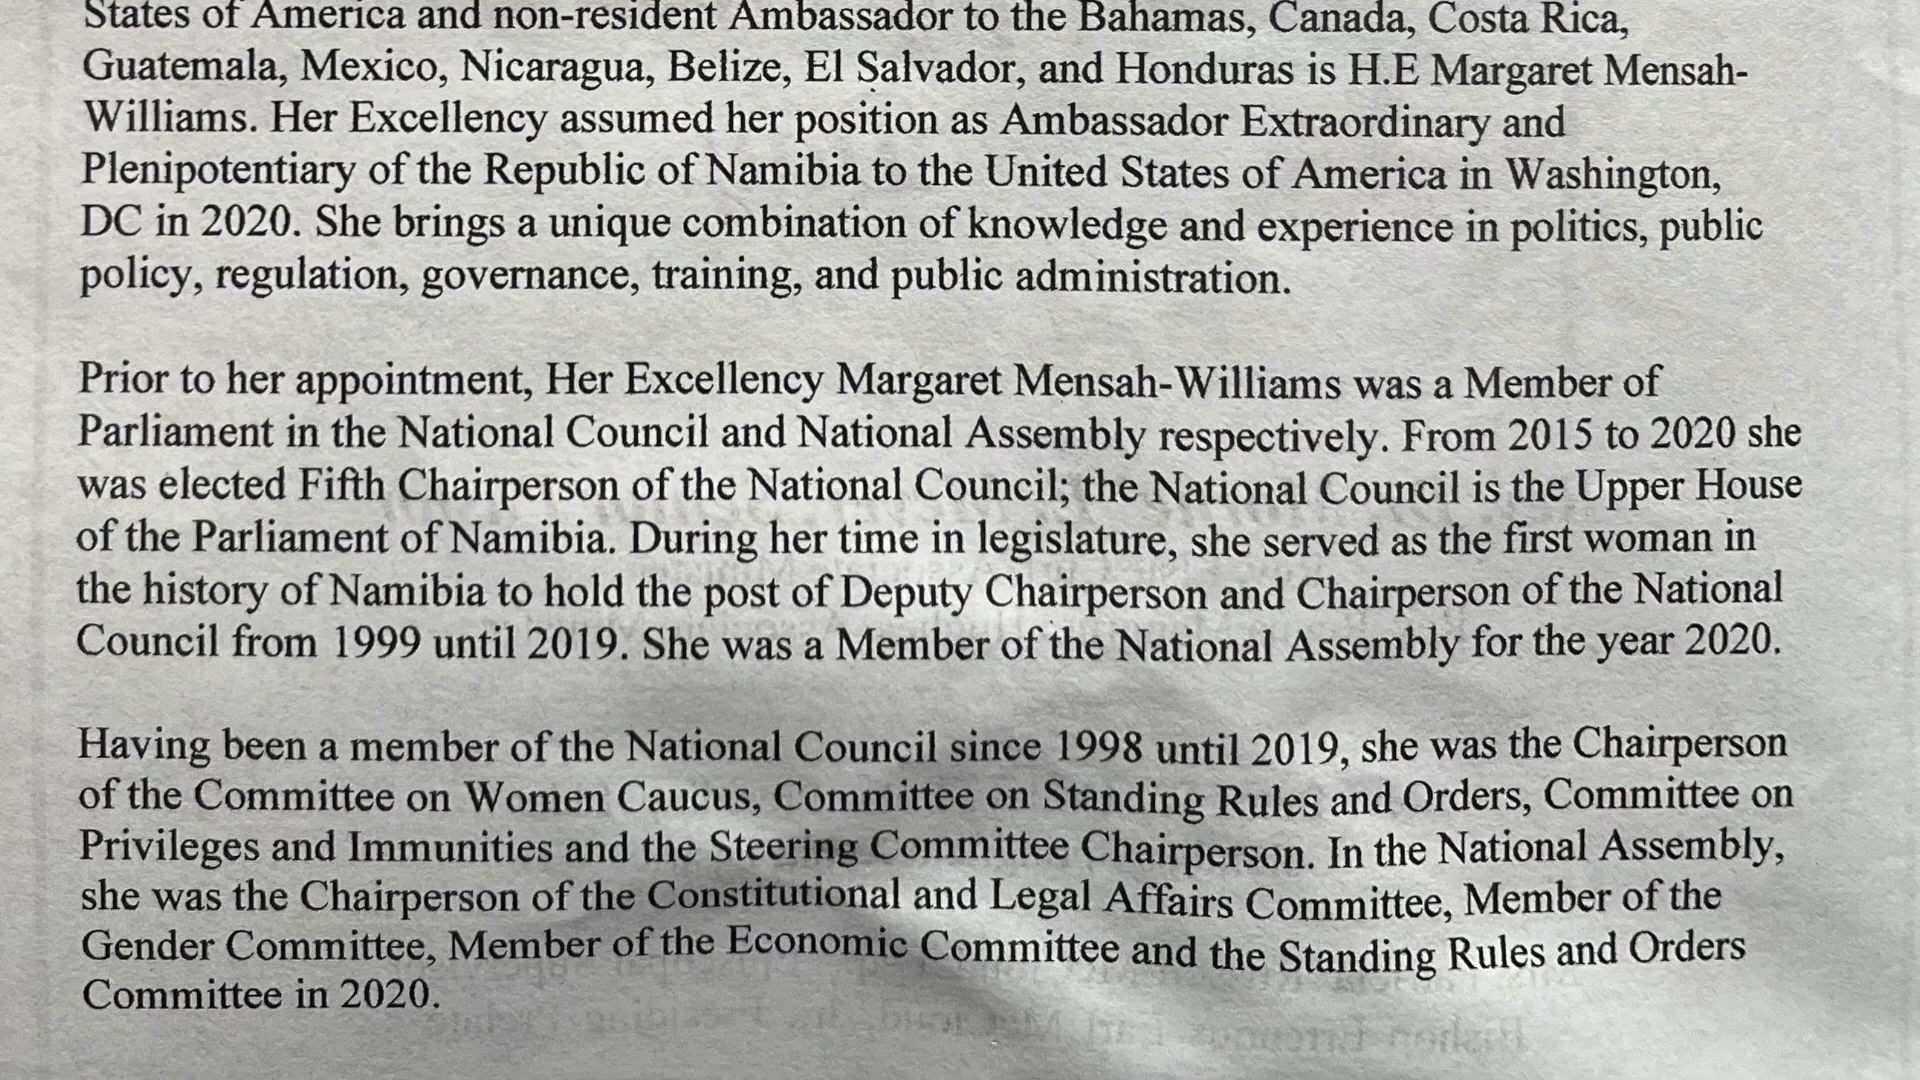 States of America and non-resident Ambassador to the Bahamas, Canada, Costa Rica,
Guatemala, Mexico, Nicaragua, Belize, El Salvador, and Honduras is H.E Margaret Mensah-
Williams. Her Excellency assumed her position as Ambassador Extraordinary and
Plenipotentiary of the Republic of Namibia to the United States of America in Washington,
DC in 2020. She brings a unique combination of knowledge and experience in politics, public
policy, regulation, governance, training, and public administration.
Prior to her appointment, Her Excellency Margaret Mensah-Williams was a Member of
Parliament in the National Council and National Assembly respectively. From 2015 to 2020 she
was elected Fifth Chairperson of the National Council; the National Council is the Upper House
of the Parliament of Namibia. During her time in legislature, she served as the first woman in
the history of Namibia to hold the post of Deputy Chairperson and Chairperson of the National
Council from 1999 until 2019. She was a Member of the National Assembly for the year 2020.
Having been a member of the National Council since 1998 until 2019, she was the Chairperson
of the Committee on Women Caucus, Committee on Standing Rules and Orders, Committee on
Privileges and Immunities and the Steering Committee Chairperson. In the National Assembly,
she was the Chairperson of the Constitutional and Legal Affairs Committee, Member of the
Gender Committee, Member of the Economic Committee and the Standing Rules and Orders
Committee in 2020.